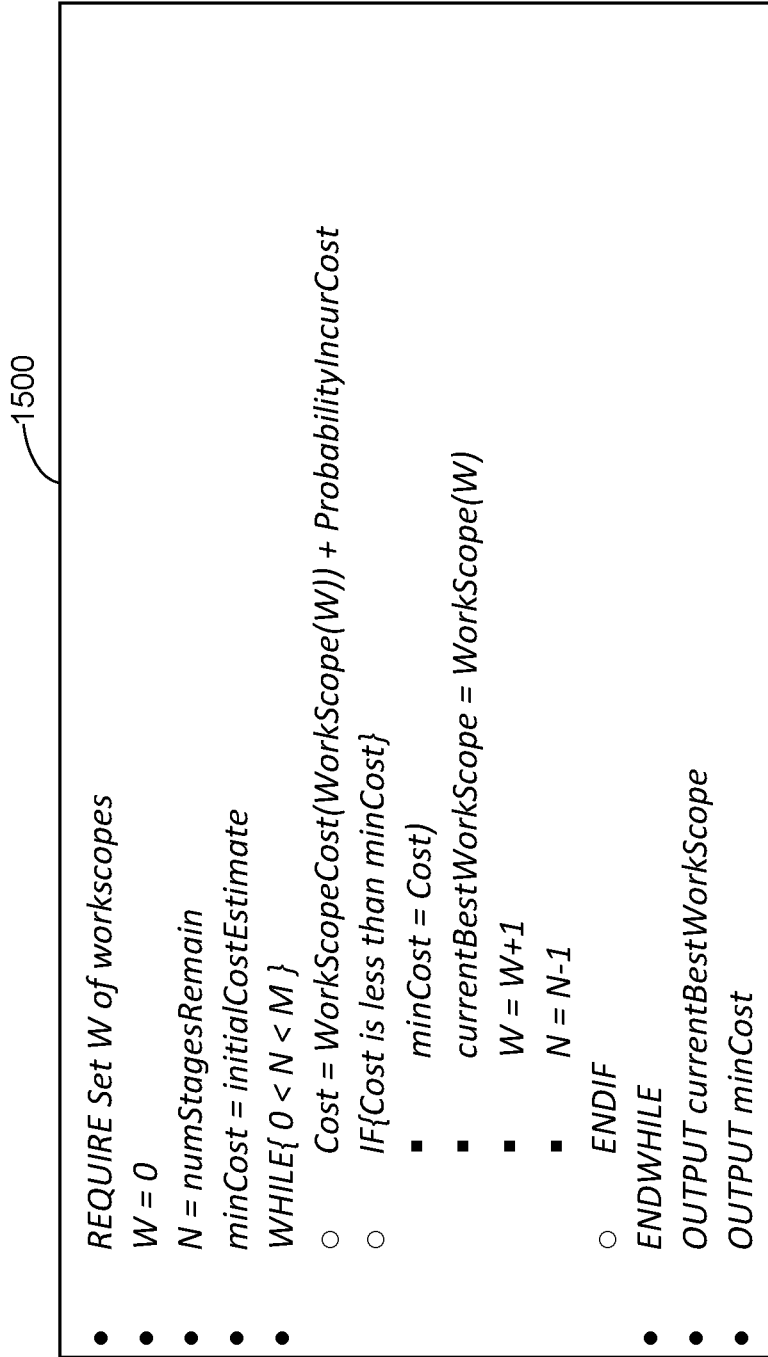 1500
● REQUIRE Set W of workscopes
● W = 0
● N = numStagesRemain
● minCost = initialCostEstimate
● WHILE{ 0 < N < M }
○ Cost = WorkScopeCost(WorkScope(W)) + ProbabilityIncurCost
○ IF{Cost is less than minCost}
■ minCost = Cost)
■ currentBestWorkScope = WorkScope(W)
■ W = W+1
■ N = N-1
○ ENDIF
● ENDWHILE
● OUTPUT currentBestWorkScope
● OUTPUT minCost